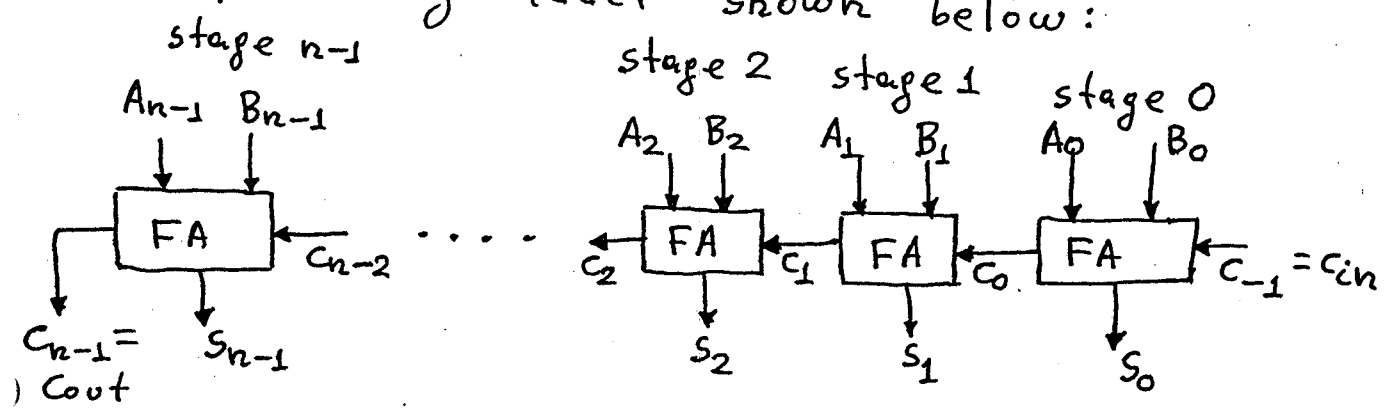 shown below:
stage n-1 stage 2 stage 1 stage 0
An-1 Bn-1 A2 B2 A1 B1 A0 B0
FA FA FA FA
Cn-2 C2 C1 C0 C-1 = Cin
Cn-1 = Sn-1 S2 S1 S0
) Cout